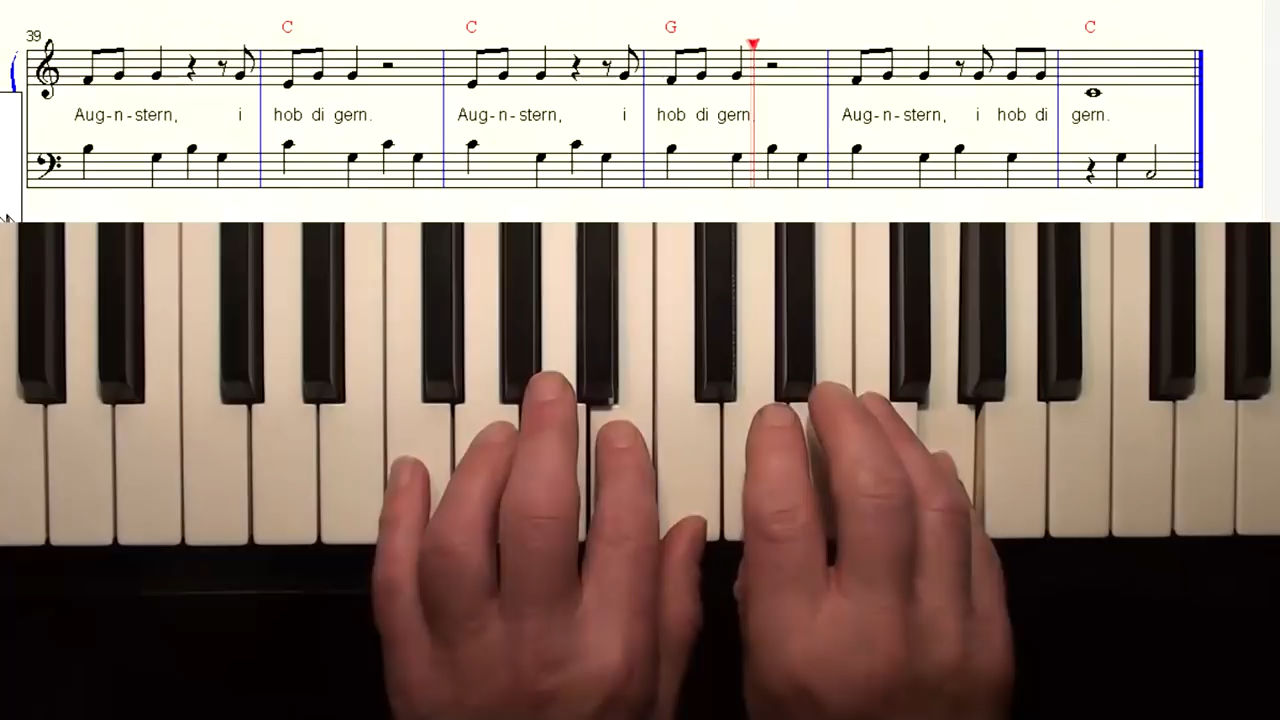 C C G C
39
Aug-n-stern, i hob di gern. Aug-n-stern, i hob di gern. Aug-n-stern, i hob di gern.